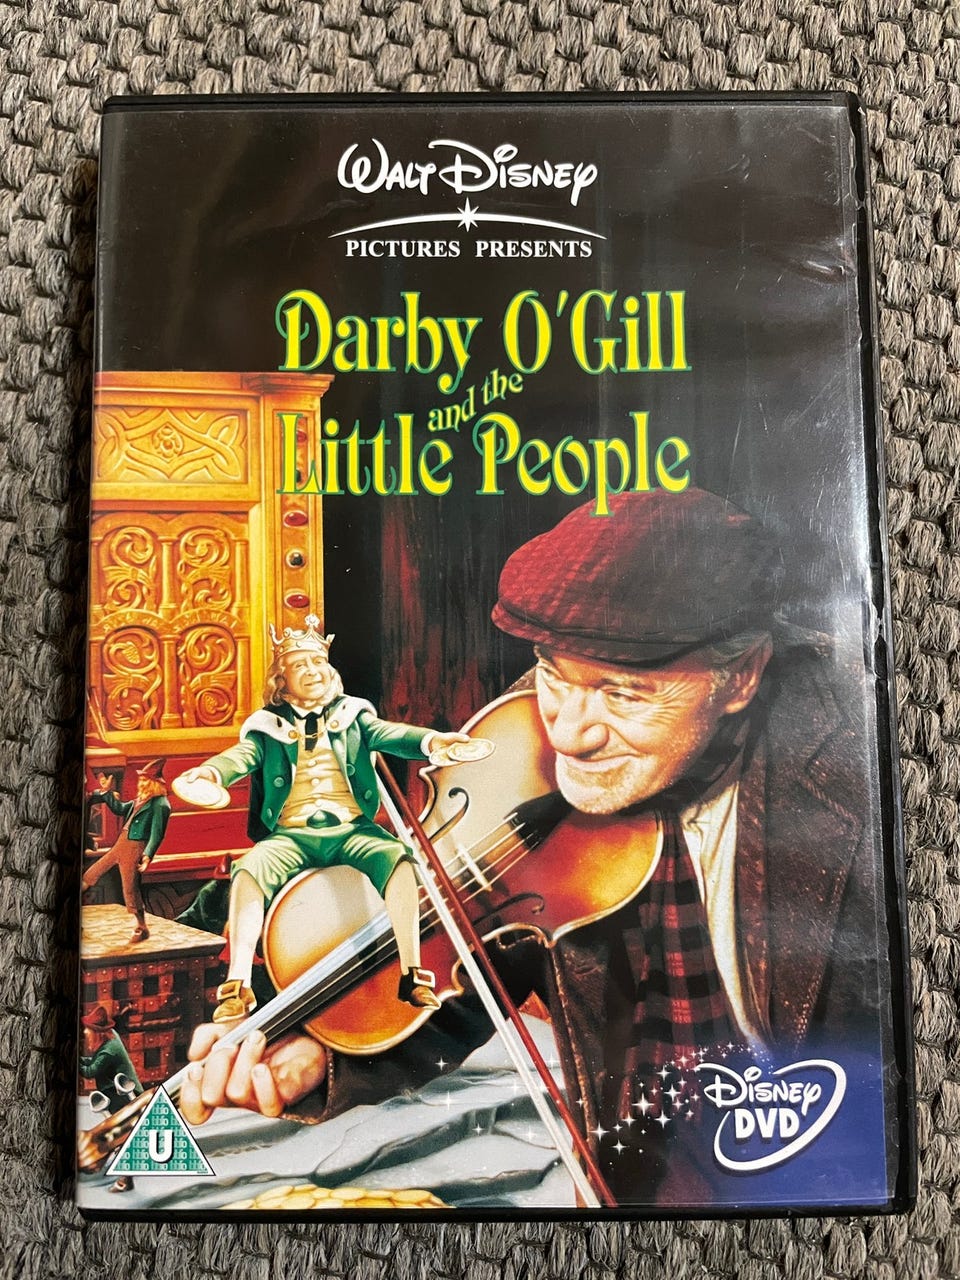 WALT DISNEY
PICTURES PRESENTS
Darby O'Gill
and the
Little People
U
DISNEY
DVD